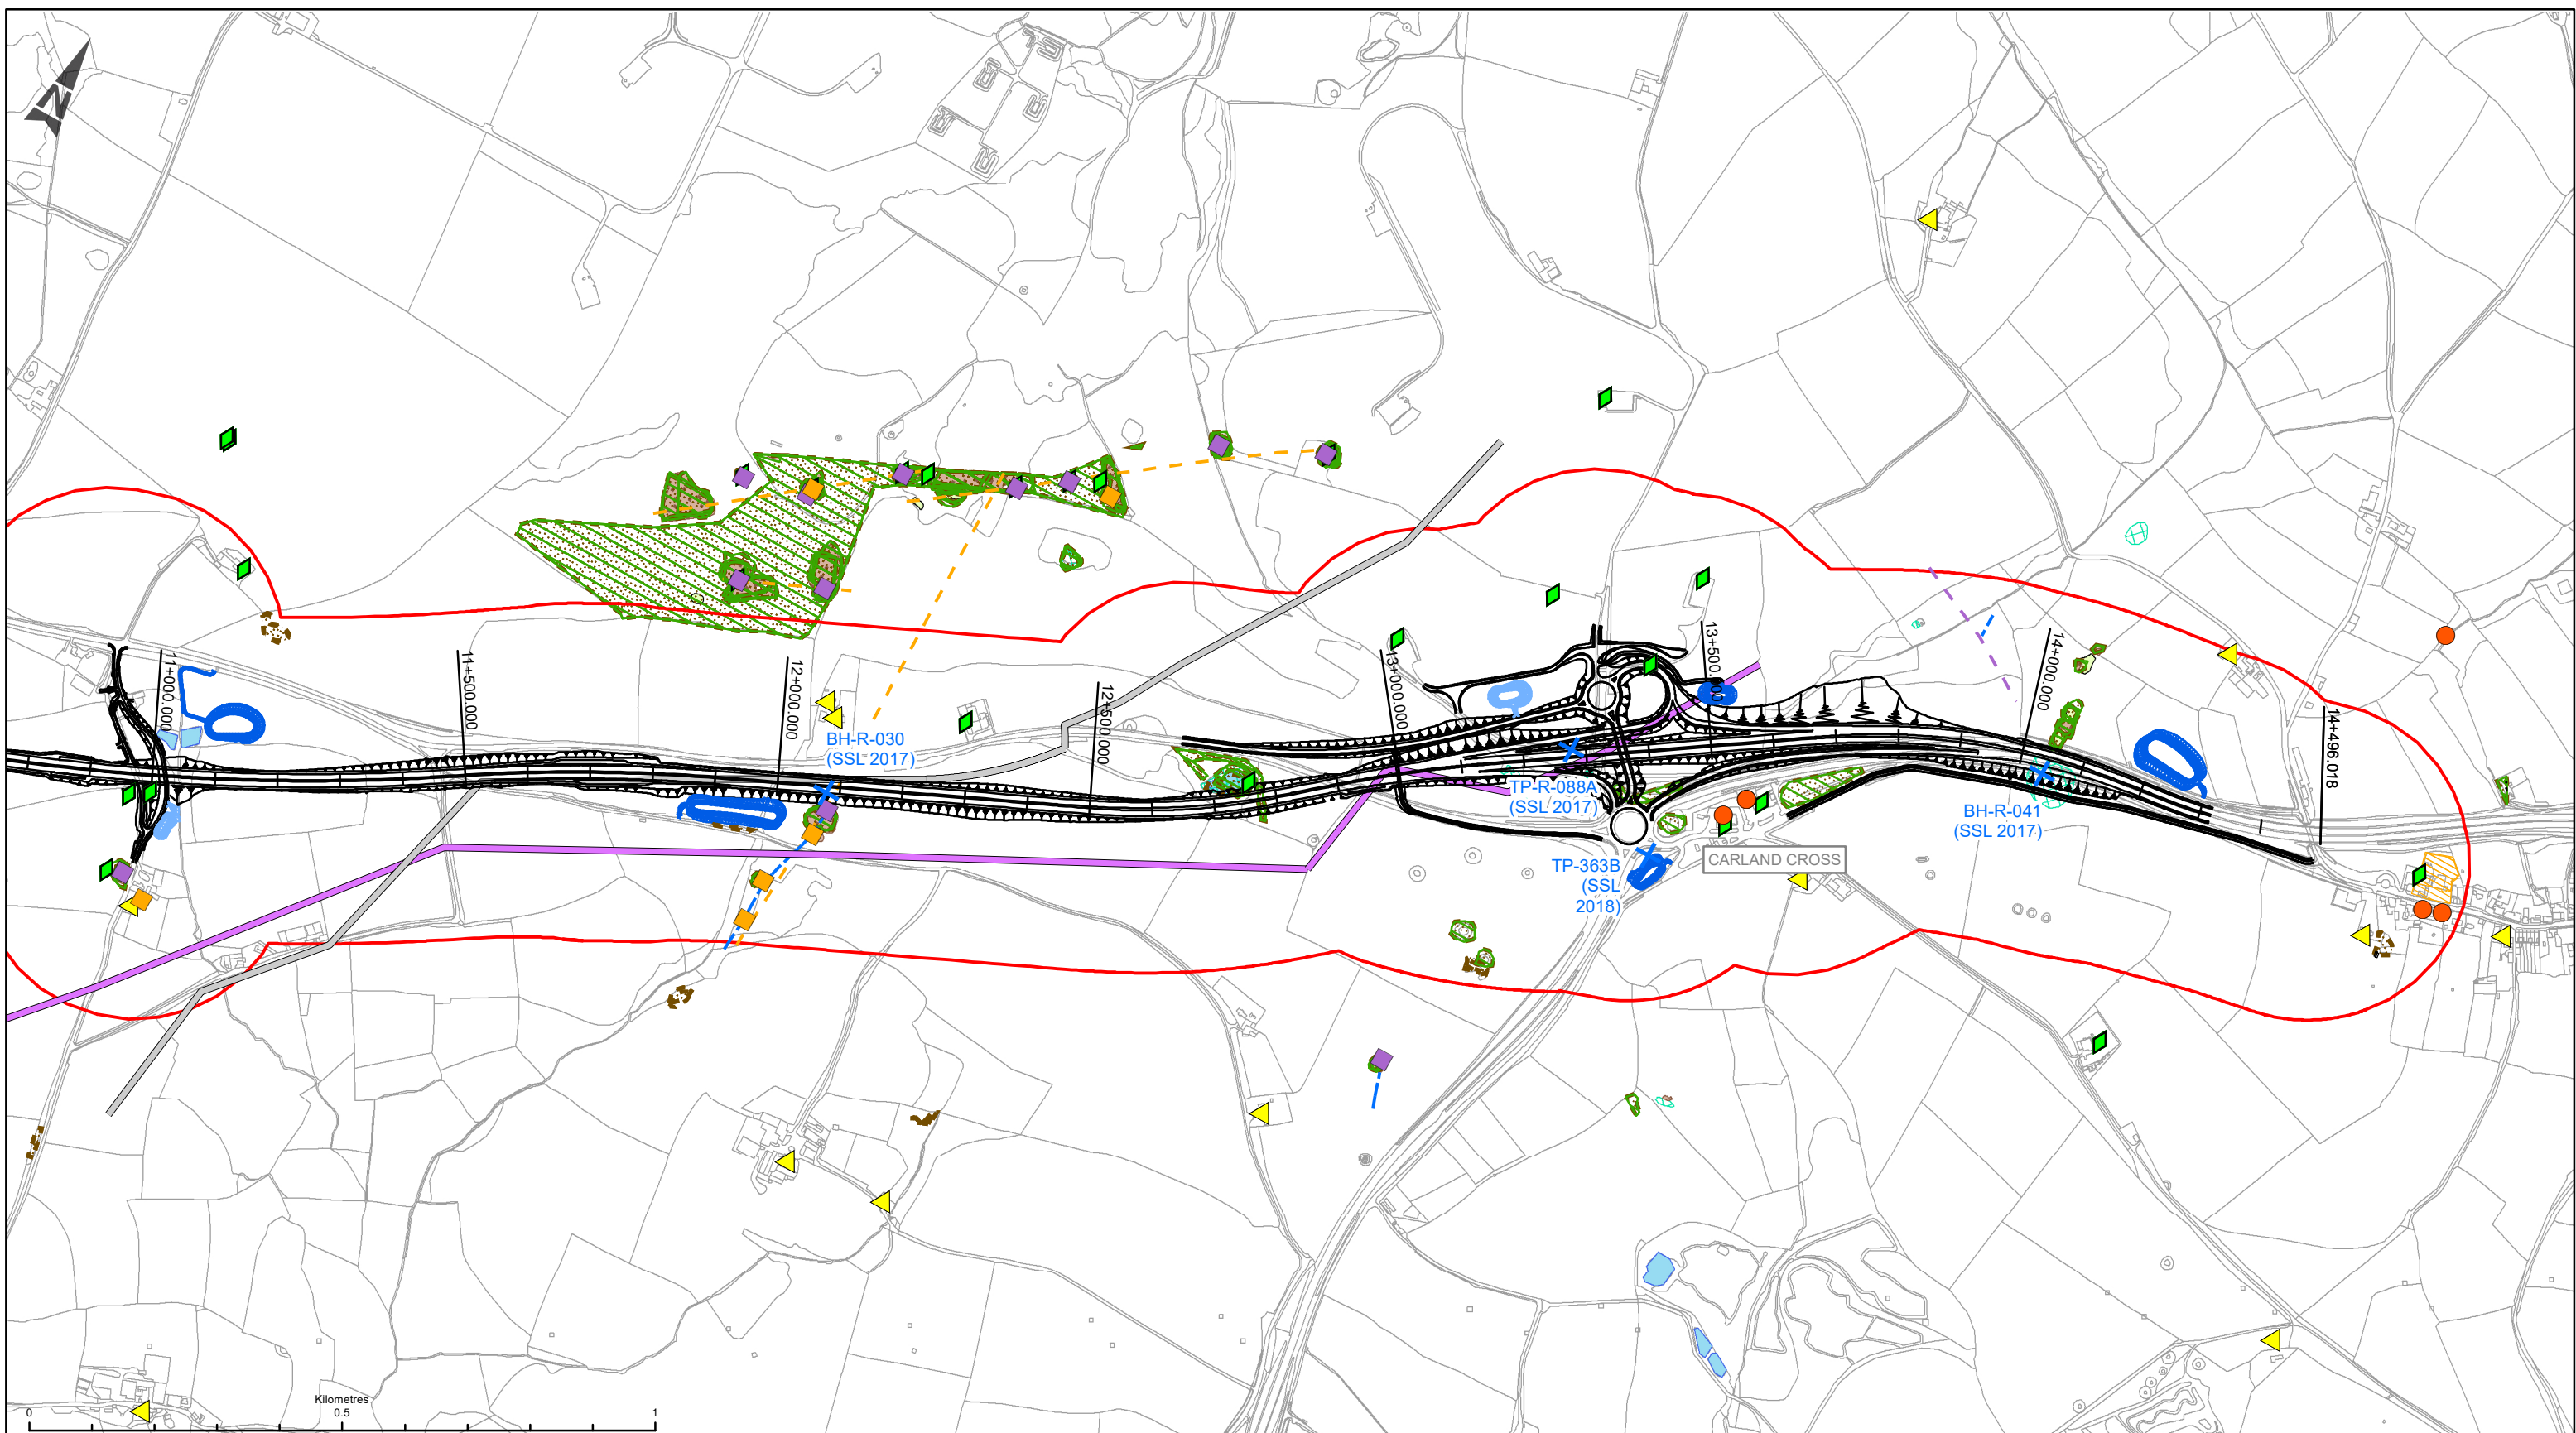 N
11+000.000
11+500.000
12+000.000
12+500.000
13+000.000
13+500.000
14+000.000
14+496.018
BH-R-030
(SSL 2017)
TP-R-088A
(SSL 2017)
BH-R-041
(SSL 2017)
TP-363B
(SSL
2018)
CARLAND CROSS
Kilometres
0 0.5 1